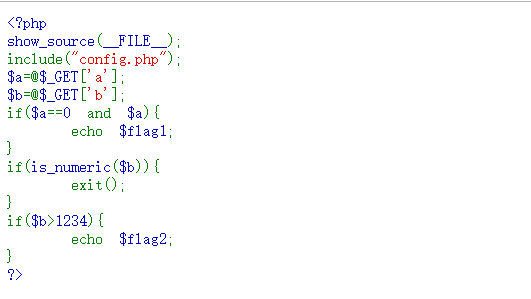 <?php
show_source(__FILE__);
include("config.php");
$a=@$_GET['a'];
$b=@$_GET['b'];
if($a==0 and $a){
echo $flag1;
}
if(is_numeric($b)){
exit();
}
if($b>1234){
echo $flag2;
}
?>